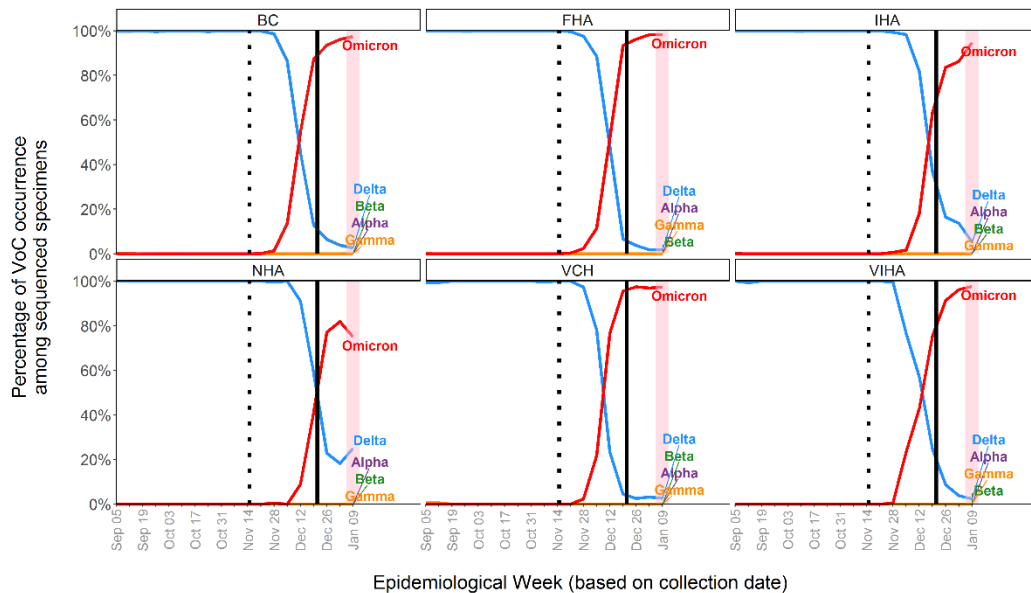 BC
FHA
IHA
100%
80%
60%
40%
20%
0%
Omicron
Delta
Beta
Alpha
Gamma
Omicron
Delta
Alpha
Gamma
Beta
Omicron
Delta
Alpha
Beta
Gamma
Percentage of VoC occurrence
among sequenced specimens
NHA
VCH
VIHA
100%
80%
60%
40%
20%
0%
Omicron
Delta
Alpha
Beta
Gamma
Omicron
Delta
Beta
Alpha
Gamma
Omicron
Delta
Alpha
Gamma
Beta
Sep 05
Sep 19
Oct 03
Oct 17
Oct 31
Nov 14
Nov 28
Dec 12
Dec 26
Jan 09
Sep 05
Sep 19
Oct 03
Oct 17
Oct 31
Nov 14
Nov 28
Dec 12
Dec 26
Jan 09
Sep 05
Sep 19
Oct 03
Oct 17
Oct 31
Nov 14
Nov 28
Dec 12
Dec 26
Jan 09
Epidemiological Week (based on collection date)